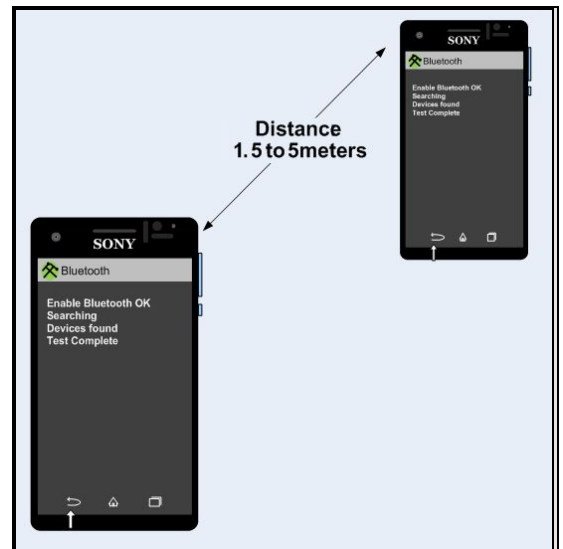 SONY
Bluetooth
Enable Bluetooth OK
Searching
Devices found
Test Complete
Distance
1.5 to 5meters
SONY
Bluetooth
Enable Bluetooth OK
Searching
Devices found
Test Complete